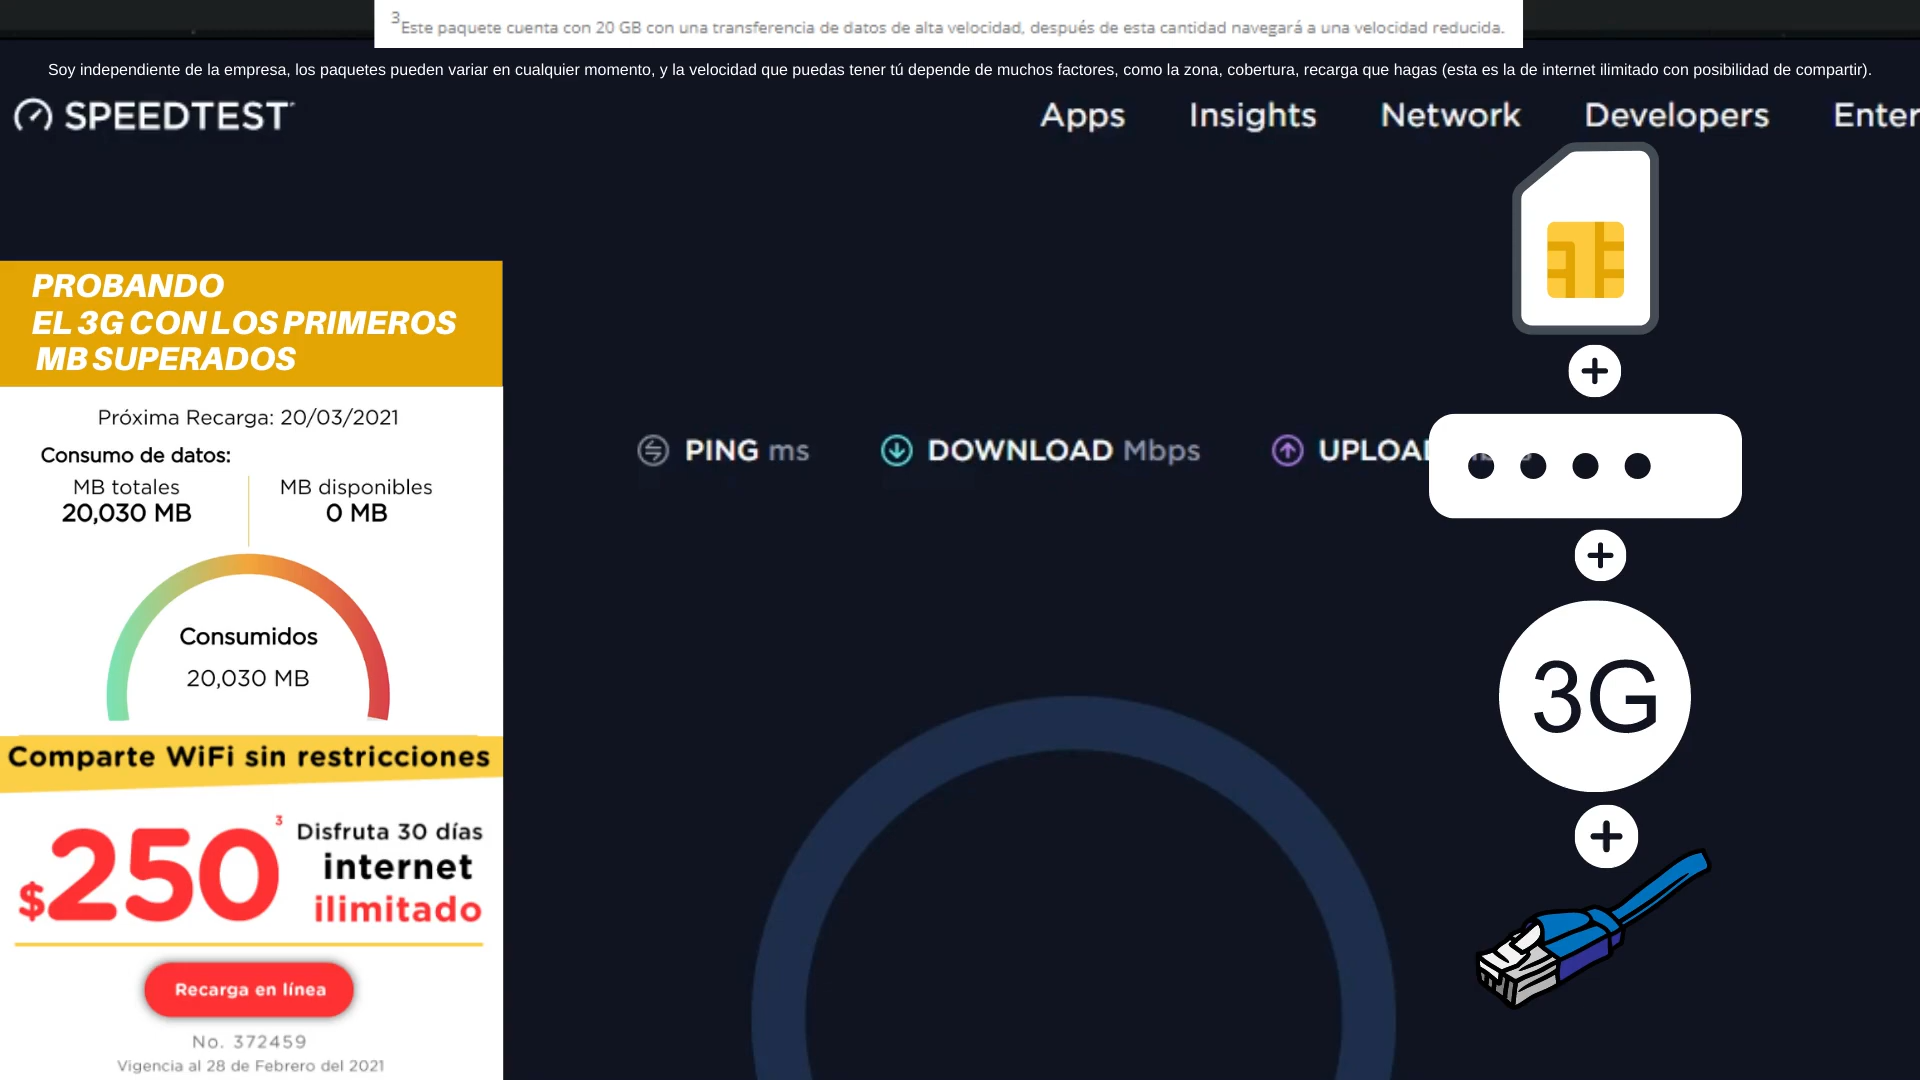 3Este paquete cuenta con 20 GB con una transferencia de datos de alta velocidad, después de esta cantidad navegará a una velocidad reducida.
Soy independiente de la empresa, los paquetes pueden variar en cualquier momento, y la velocidad que puedas tener tú depende de muchos factores, como la zona, cobertura, recarga que hagas (esta es la de internet ilimitado con posibilidad de compartir).
SPEEDTEST
Apps Insights Network Developers Enter
PROBANDO
EL 3G CON LOS PRIMEROS
MB SUPERADOS
Próxima Recarga: 20/03/2021
Consumo de datos:
MB totales MB disponibles
20,030 MB 0 MB
Consumidos
20,030 MB
Comparte WiFi sin restricciones
$250 3
Disfruta 30 días
internet
ilimitado
Recarga en línea
No. 372459
Vigencia al 28 de Febrero del 2021
PING ms DOWNLOAD Mbps UPLOA
3G